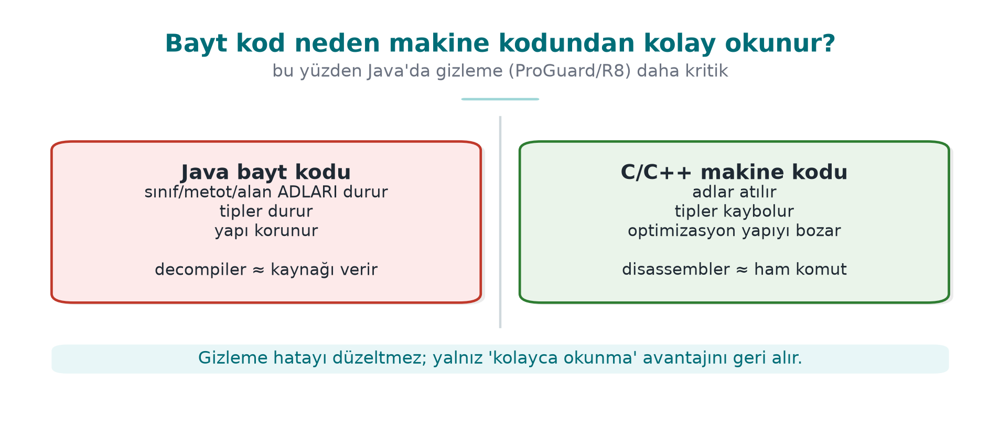 Bayt kod neden makine kodundan kolay okunur?
bu yüzden Java'da gizleme (ProGuard/R8) daha kritik
Java bayt kodu
sınıf/metot/alan ADLARI durur
tipler durur
yapı korunur
decompiler ≈ kaynağı verir
C/C++ makine kodu
adlar atılır
tipler kaybolur
optimizasyon yapıyı bozar
disassembler ≈ ham komut
Gizleme hatayı düzeltmez; yalnız 'kolayca okunma' avantajını geri alır.